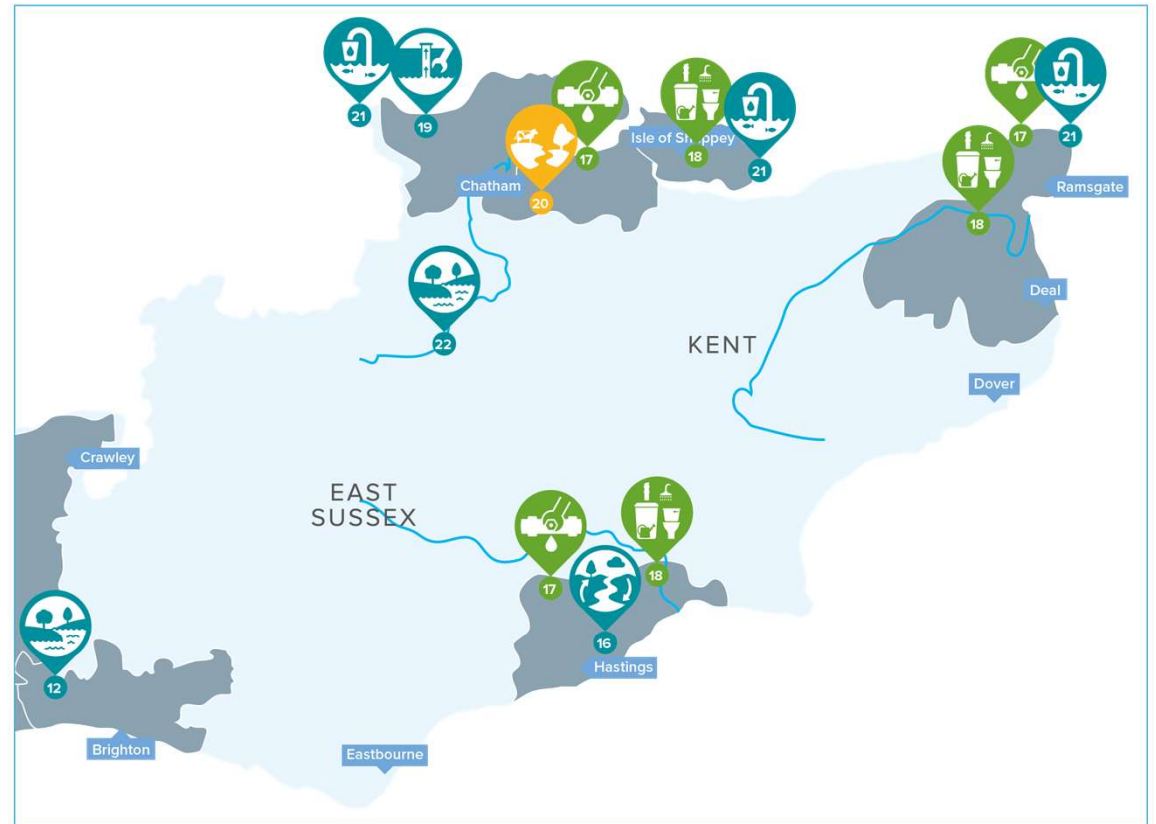 21
19
17
18
21
17
21
Isle of Sheppey
Chatham
20
18
Ramsgate
22
Deal
KENT
Dover
Crawley
EAST
SUSSEX
17
18
16
12
Hastings
Brighton
Eastbourne